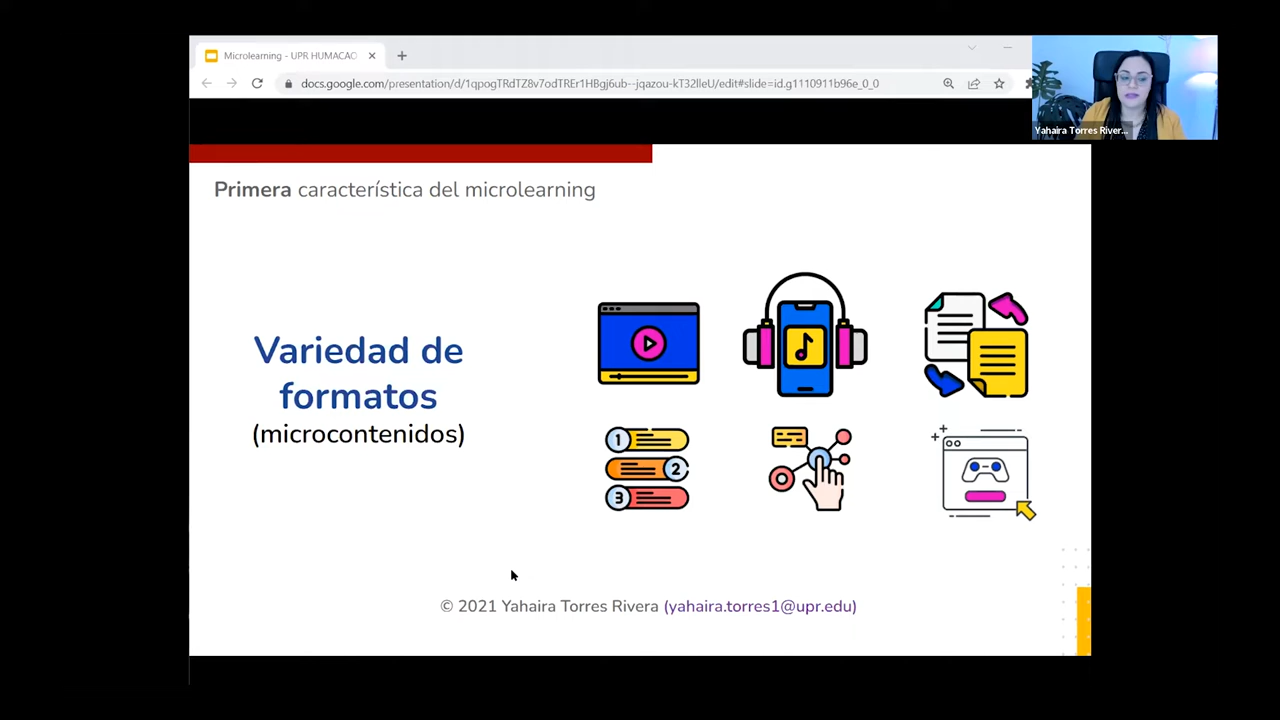 Microlearning - UPR HUMACAO
docs.google.com/presentation/d/1qpogTRdTZ8v7odTREr1HBgj6ub--jqazou-kT32lleU/edit#slide=id.g1110911b96e_0_0
Yahaira Torres River...
Primera característica del microlearning
Variedad de
formatos
(microcontenidos)
1
2
3
© 2021 Yahaira Torres Rivera (yahaira.torres1@upr.edu)